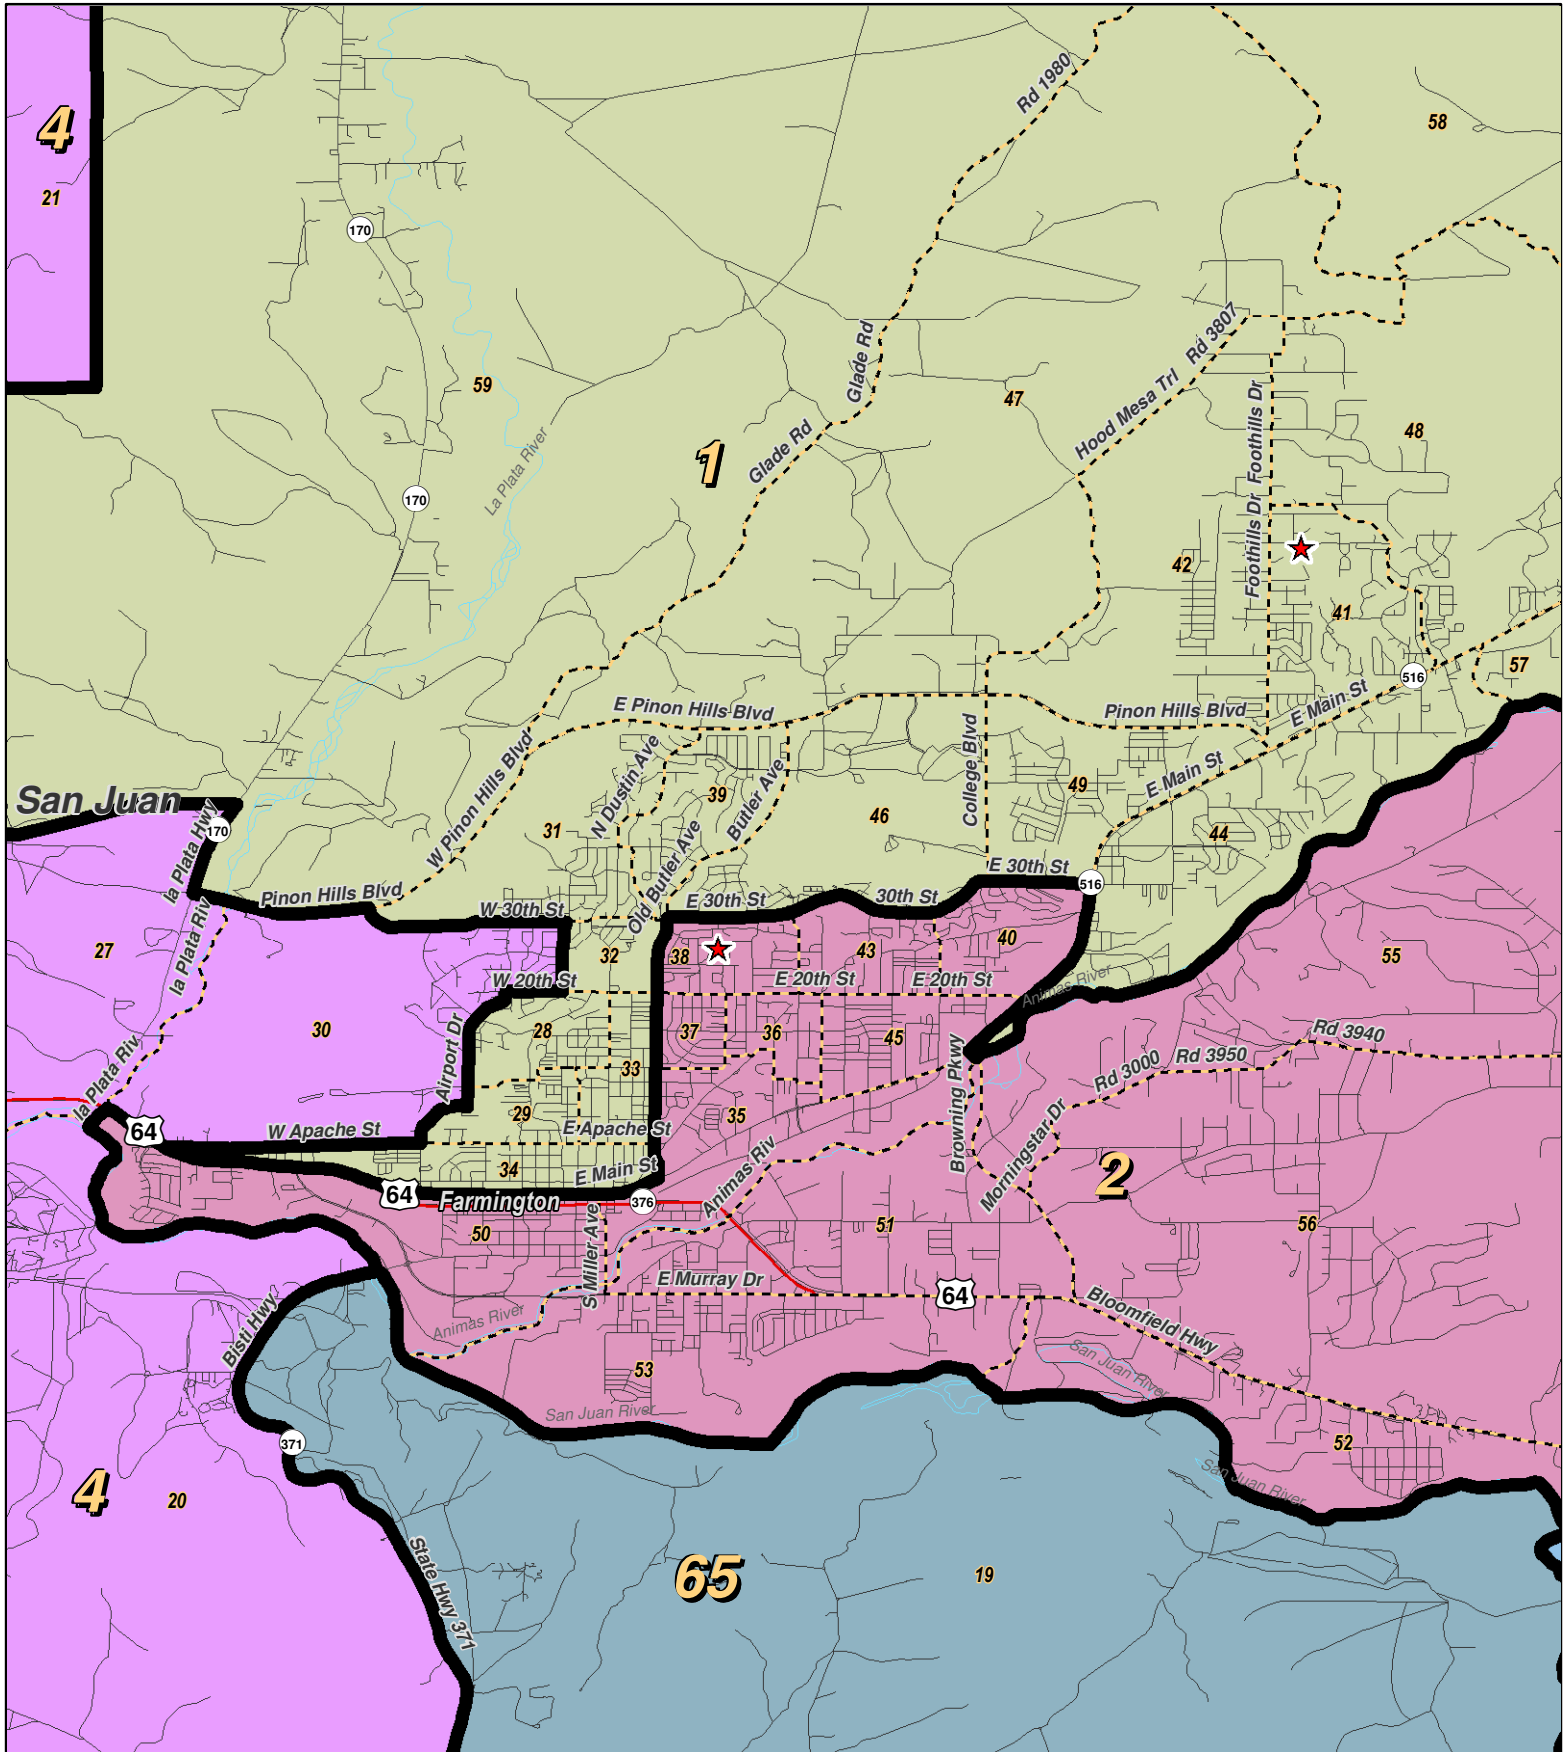 Rd 1980
58
4
21
170
Rd 3807
Glade Rd
59
47
Hood Mesa Trl
Foothills Dr
48
1
Glade Rd
La Plata River
170
Foothills Dr
42
41
57
516
E Main St
E Pinon Hills Blvd
Pinon Hills Blvd
College Blvd
N Dustin Ave
W Pinon Hills Blvd
E Main St
49
39
Butler Ave
San Juan
la Plata Hwy
170
46
31
44
Old Butler Ave
E 30th St
516
Pinon Hills Blvd
W 30th St
E 30th St
30th St
la Plata Riv
27
32
38
43
40
55
W 20th St
E 20th St
E 20th St
Animas River
30
28
37
36
45
Rd 3940
Airport Dr
Rd 3950
Rd 3000
33
la Plata Riv
29
35
Browning Pkwy
Morningstar Dr
64
W Apache St
E Apache St
34
E Main St
Animas Riv
2
64
Farmington
376
50
S Miller Ave
51
56
E Murray Dr
64
Bloomfield Hwy
Animas River
Bisti Hwy
53
San Juan River
San Juan River
371
52
San Juan River
4
20
State Hwy 371
65
19